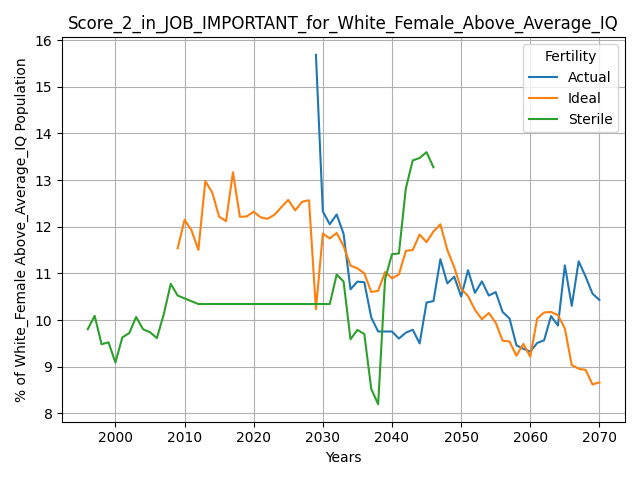 Score_2_in_JOB_IMPORTANT_for_White_Female_Above_Average_IQ
% of White_Female Above_Average_IQ Population
16
15
14
13
12
11
10
9
8
Fertility
Actual
Ideal
Sterile
2000
2010
2020
2030
2040
2050
2060
2070
Years